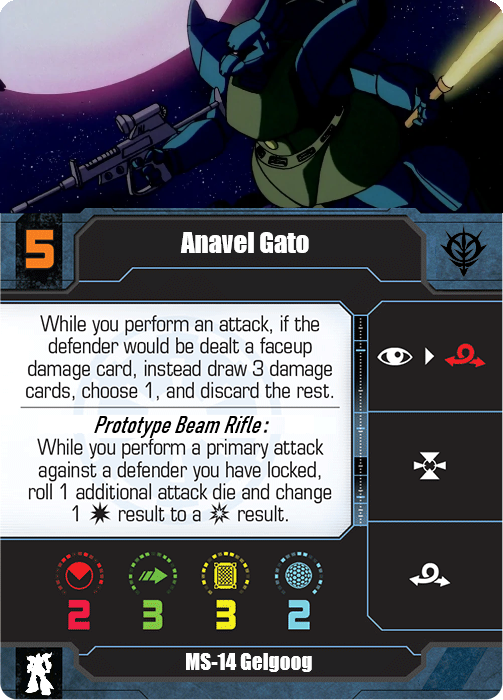 5
Anavel Gato
While you perform an attack, if the
defender would be dealt a faceup
damage card, instead draw 3 damage
cards, choose 1, and discard the rest.
Prototype Beam Rifle:
While you perform a primary attack
against a defender you have locked,
roll 1 additional attack die and change
1 result to a result.
2 3 3 2
MS-14 Gelgoog